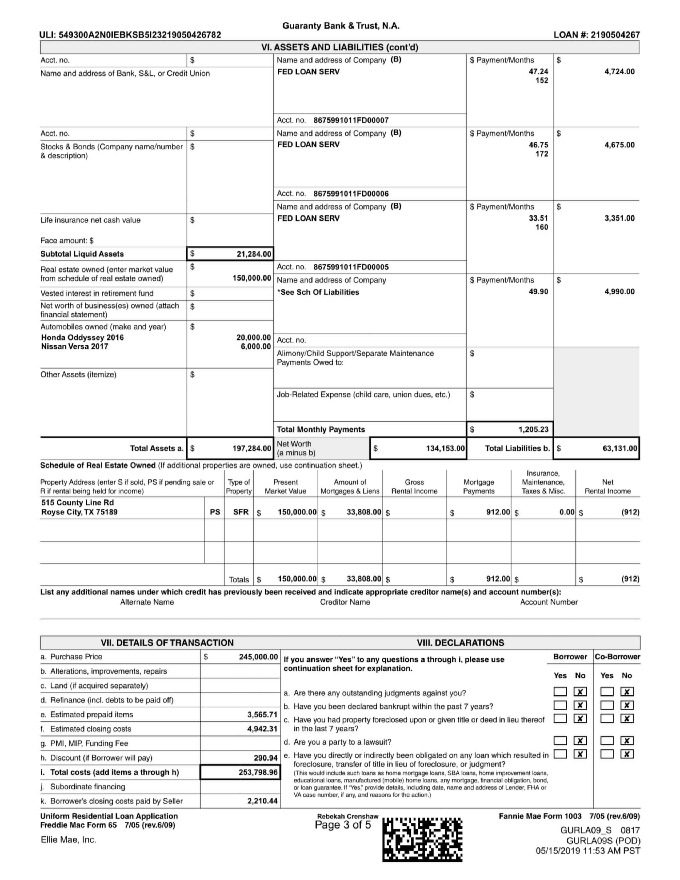 Guaranty Bank & Trust, N.A.
ULI: 549300A2N0IEBKSB5I23219050426782
LOAN #: 2190504267
VI. ASSETS AND LIABILITIES (cont'd)
Acct. no. $
Name and address of Bank, S&L, or Credit Union
Name and address of Company (B) $ Payment/Months $
FED LOAN SERV 47.24 4,724.00
152
Acct. no. 8675991011FD00007
Acct. no. $
Stocks & Bonds (Company name/number $
& description)
Name and address of Company (B) $ Payment/Months $
FED LOAN SERV 46.75 4,675.00
172
Acct. no. 8675991011FD00006
Name and address of Company (B) $ Payment/Months $
FED LOAN SERV 33.51 3,351.00
160
Life insurance net cash value $
Face amount: $
Subtotal Liquid Assets $ 21,284.00
Acct. no. 8675991011FD00005
Real estate owned (enter market value $
from schedule of real estate owned) 150,000.00
Name and address of Company $ Payment/Months $
*See Sch Of Liabilities 49.90 4,990.00
Vested interest in retirement fund $
Net worth of business(es) owned (attach $
financial statement)
Automobiles owned (make and year) $
Honda Oddyssey 2016 20,000.00
Nissan Versa 2017 6,000.00
Acct. no.
Alimony/Child Support/Separate Maintenance $
Payments Owed to:
Other Assets (itemize) $
Job-Related Expense (child care, union dues, etc.) $
Total Monthly Payments $ 1,205.23
Total Assets a. $ 197,284.00 Net Worth $ 134,153.00 Total Liabilities b. $ 63,131.00
(a minus b)
Schedule of Real Estate Owned (If additional properties are owned, use continuation sheet.)
Property Address (enter S if sold, PS if pending sale or
R if rental being held for income)
Type of
Property
Present
Market Value
Amount of
Mortgages & Liens
Gross
Rental Income
Mortgage
Payments
Insurance,
Maintenance,
Taxes & Misc.
Net
Rental Income
515 County Line Rd
Royse City, TX 75189 PS SFR $ 150,000.00 $ 33,808.00 $ $ 912.00 $ 0.00 $ (912)
Totals $ 150,000.00 $ 33,808.00 $ $ 912.00 $ $ (912)
List any additional names under which credit has previously been received and indicate appropriate creditor name(s) and account number(s):
Alternate Name Creditor Name Account Number
VII. DETAILS OF TRANSACTION
a. Purchase Price $ 245,000.00
b. Alterations, improvements, repairs
c. Land (if acquired separately)
d. Refinance (incl. debts to be paid off)
e. Estimated prepaid items 3,565.71
f. Estimated closing costs 4,942.31
g. PMI, MIP, Funding Fee
h. Discount (if Borrower will pay) 290.94
i. Total costs (add items a through h) 253,798.96
j. Subordinate financing
k. Borrower's closing costs paid by Seller 2,210.44
VIII. DECLARATIONS
If you answer "Yes" to any questions a through i, please use
continuation sheet for explanation.
Borrower Co-Borrower
Yes No Yes No
a. Are there any outstanding judgments against you? X X
b. Have you been declared bankrupt within the past 7 years? X X
c. Have you had property foreclosed upon or given title or deed in lieu thereof X X
in the last 7 years?
d. Are you a party to a lawsuit? X X
e. Have you directly or indirectly been obligated on any loan which resulted in X X
foreclosure, transfer of title in lieu of foreclosure, or judgment?
(This would include such loans as home mortgage loans, SBA loans, home improvement loans,
educational loans, manufactured (mobile) home loans, any mortgage, financial obligation, bond,
or loan guarantee. If "Yes," provide details, including date, name and address of Lender, FHA or
VA case number, if any, and reasons for the action.)
Uniform Residential Loan Application
Freddie Mac Form 65 7/05 (rev.6/09)
Ellie Mae, Inc.
Rebekah Crenshaw
Page 3 of 5
Fannie Mae Form 1003 7/05 (rev.6/09)
GURLA09_S 0817
GURLA09S (POD)
05/15/2019 11:53 AM PST